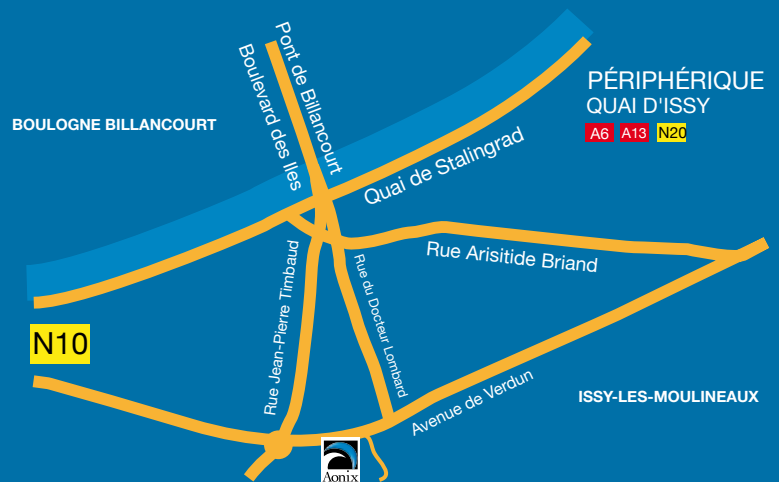 Pont de Billancourt
Boulevard des Iles
BOULOGNE BILLANCOURT
PÉRIPHÉRIQUE
QUAI D'ISSY
A6 A13 N20
Quai de Stalingrad
Rue Arisitide Briand
Rue du Docteur Lombard
Rue Jean-Pierre Timbaud
N10
Avenue de Verdun
ISSY-LES-MOULINEAUX
Aonix